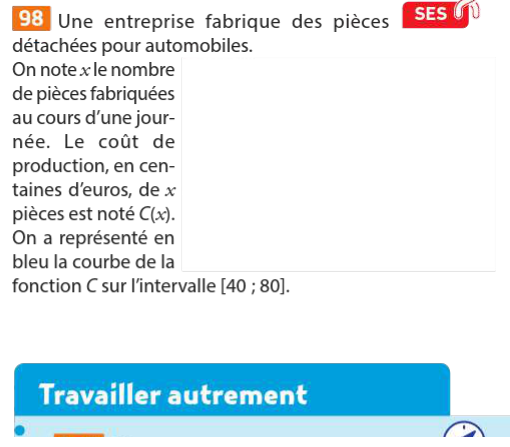 98 Une entreprise fabrique des pièces SES
détachées pour automobiles.
On note x le nombre
de pièces fabriquées
au cours d'une jour-
née. Le coût de
production, en cen-
taines d'euros, de x
pièces est noté C(x).
On a représenté en
bleu la courbe de la
fonction C sur l'intervalle [40 ; 80].
Travailler autrement